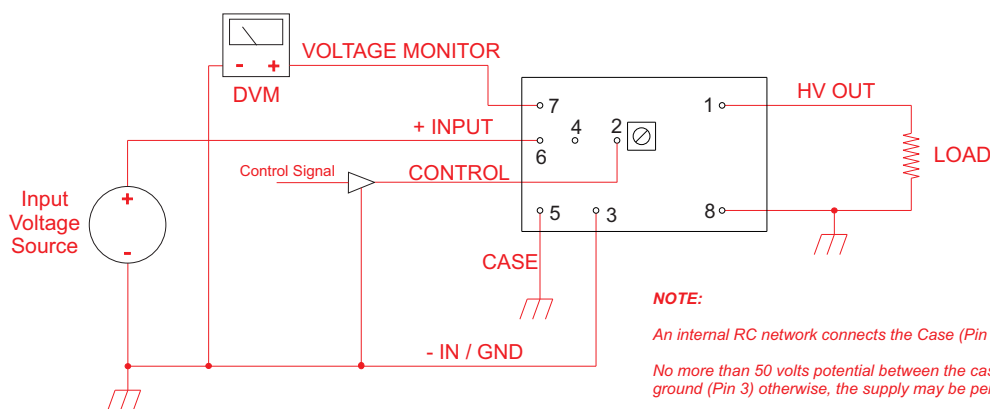 VOLTAGE MONITOR
- +
DVM
7
1
HV OUT
+ INPUT
4
2
6
LOAD
Control Signal
CONTROL
+
Input
Voltage
Source
-
5
3
8
CASE
NOTE:
An internal RC network connects the Case (Pin
No more than 50 volts potential between the cas
ground (Pin 3) otherwise, the supply may be per
- IN / GND